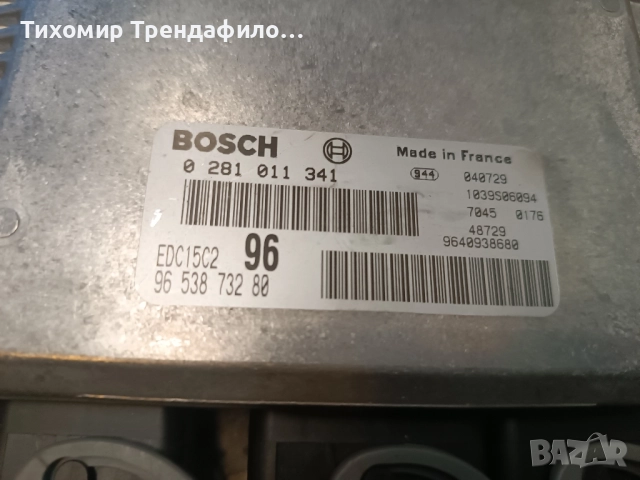 Тихомир Трендафило...
BOSCH
Made in France
0 281 011 341
944 040729
1039S06094
7045 0176
48729
9640938680
EDC15C2 96
96 538 732 80
BAZAR